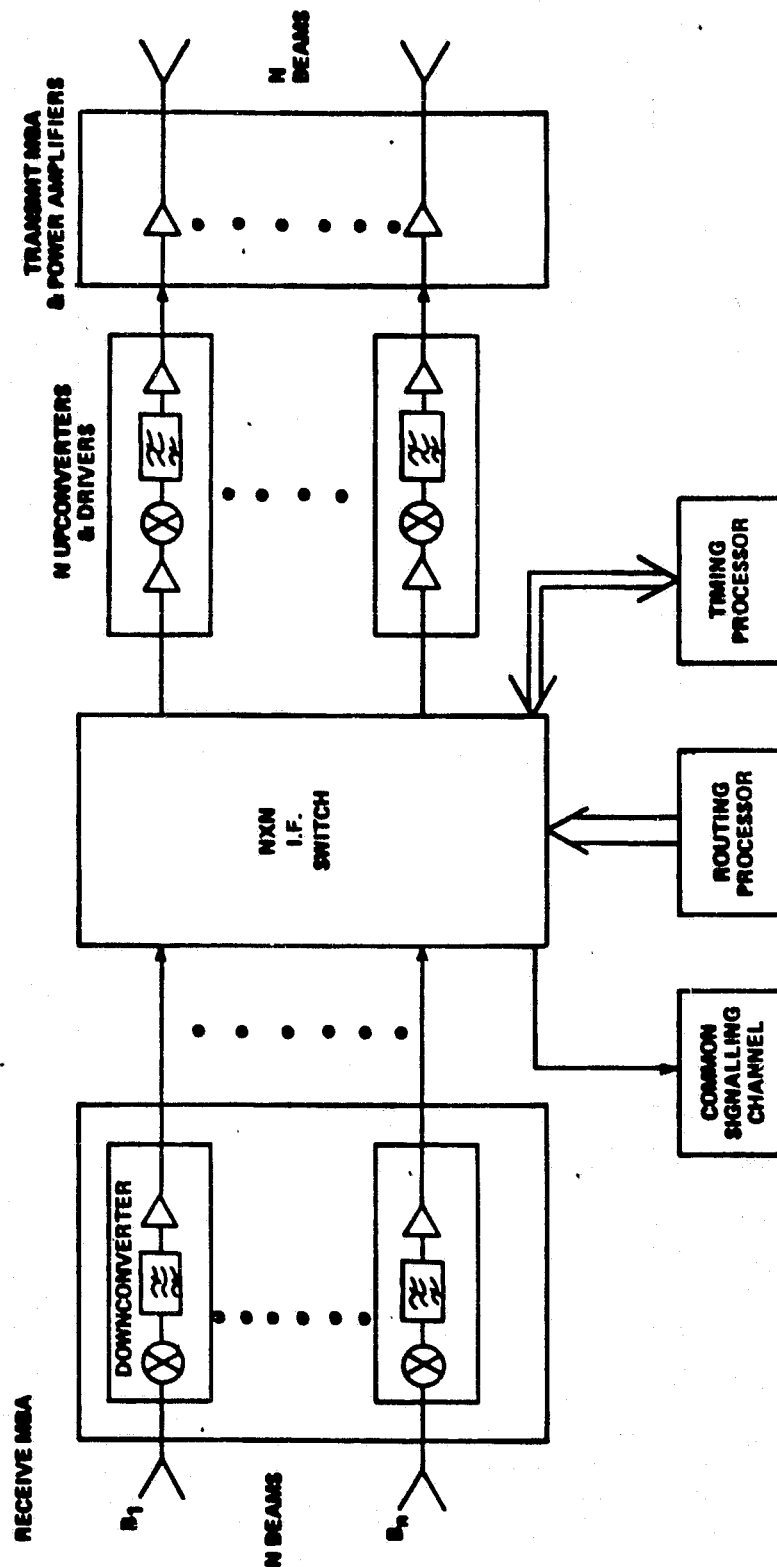 RECEIVE MBA
B1
N BEAMS
Bn
DOWNCONVERTER
NXN
I.F.
SWITCH
N UPCONVERTERS
& DRIVERS
TRANSMIT MBA
& POWER AMPLIFIERS
N
BEAMS
COMMON
SIGNALLING
CHANNEL
ROUTING
PROCESSOR
TIMING
PROCESSOR